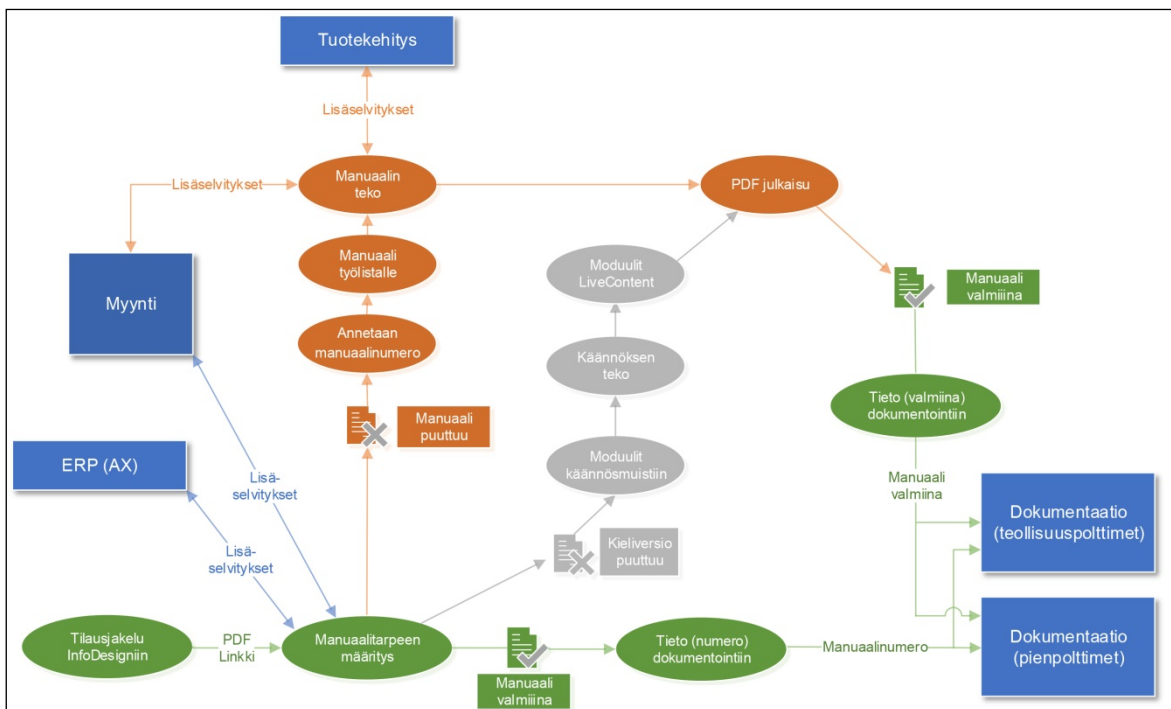 Tuotekehitys
Lisäselvitykset
Lisäselvitykset
Manuaalin
teko
PDF julkaisu
Manuaali
työlistalle
Moduulit
LiveContent
Manuaali
valmiina
Myynti
Annetaan
manuaalinumero
Käännöksen
teko
Tieto (valmiina)
dokumentointiin
Manuaali
puuttuu
ERP (AX)
Lisä-
selvitykset
Moduulit
käännösmuistiin
Manuaali
valmiina
Dokumentaatio
(teollisuuspolttimet)
Lisä-
selvitykset
Kieliversio
puuttuu
Tilausjakelu
InfoDesigniin
PDF
Linkki
Manuaalitarpeen
määritys
Manuaali
valmiina
Tieto (numero)
dokumentointiin
Manuaalinumero
Dokumentaatio
(pienpolttimet)